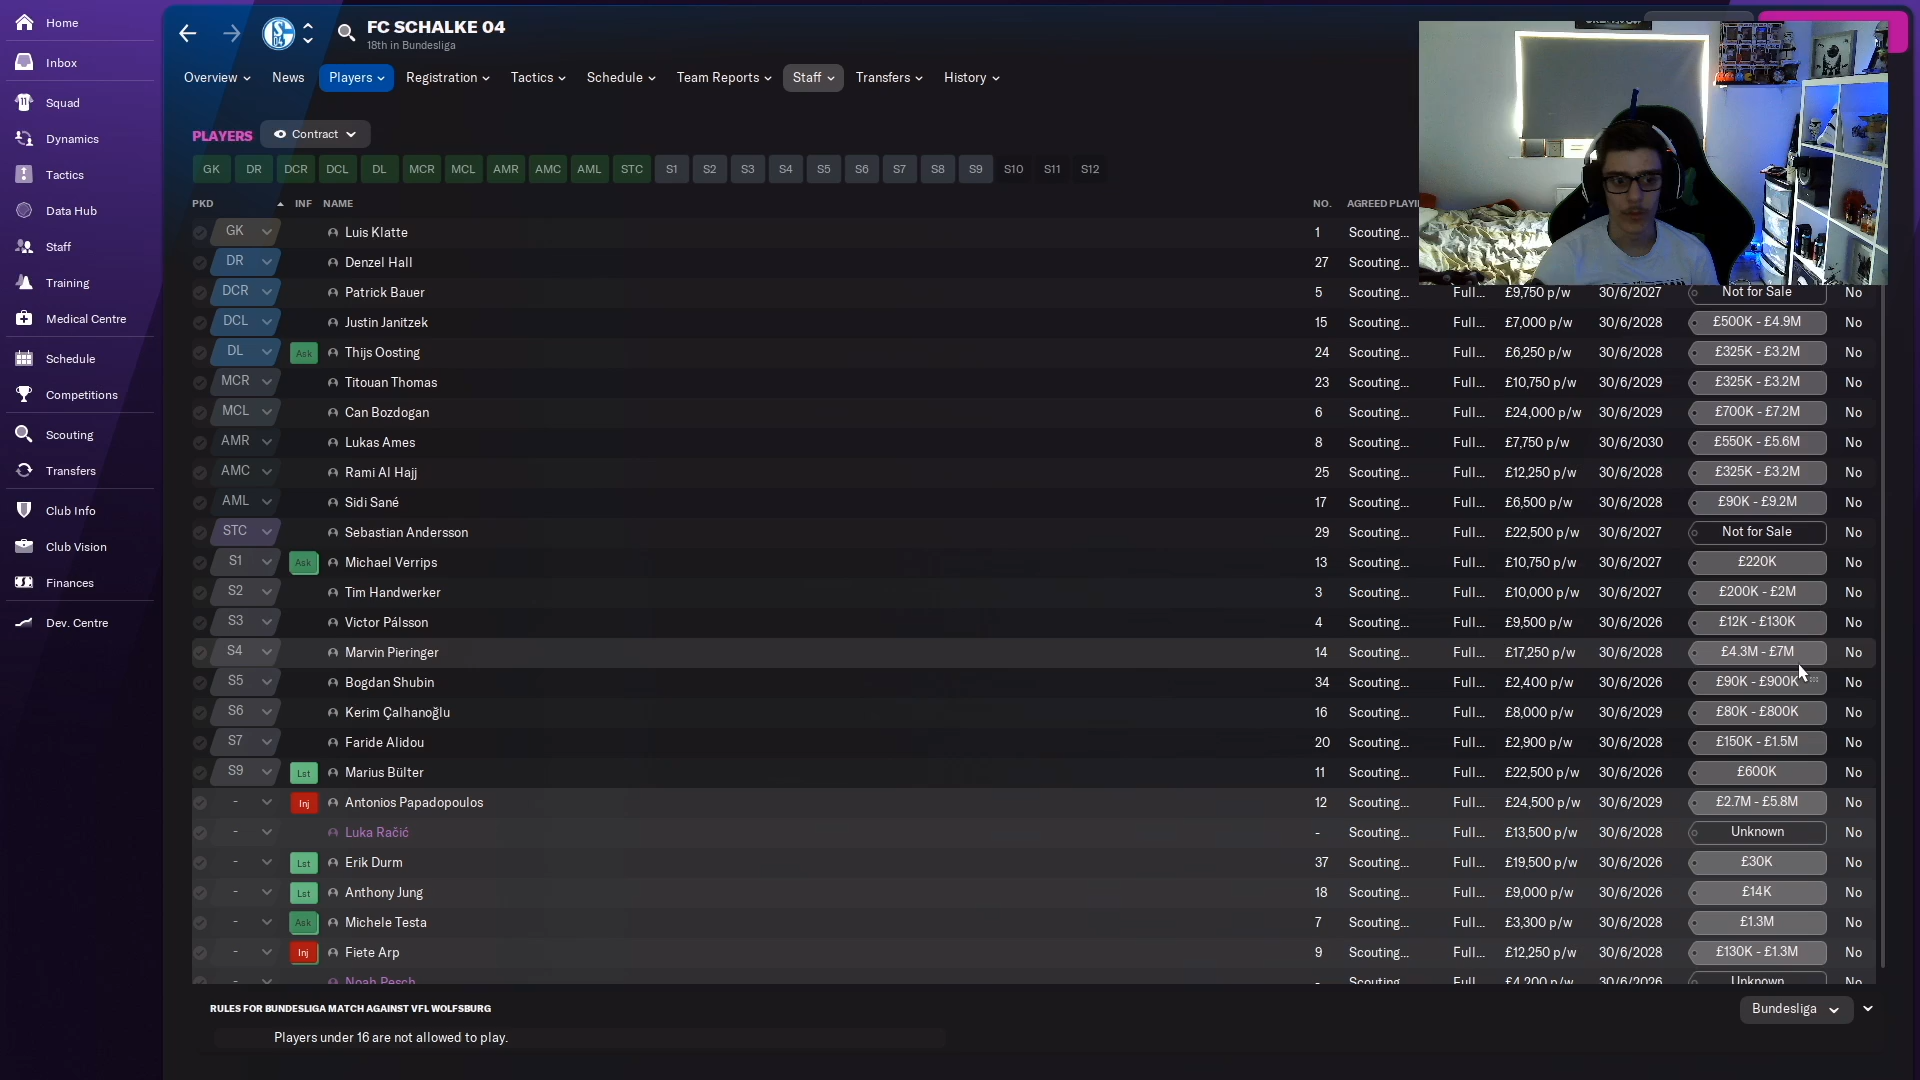 Home
Inbox
Squad
Dynamics
Tactics
Data Hub
Staff
Training
Medical Centre
Schedule
Competitions
Scouting
Transfers
Club Info
Club Vision
Finances
Dev. Centre
FC SCHALKE 04
18th in Bundesliga
Overview News Players Registration Tactics Schedule Team Reports Staff Transfers History
PLAYERS Contract
GK DR DCR DCL DL MCR MCL AMR AMC AML STC S1 S2 S3 S4 S5 S6 S7 S8 S9 S10 S11 S12
PKD INF NAME NO. AGREED
GK Luis Klatte 1 Scouting...
DR Denzel Hall 27 Scouting...
DCR Patrick Bauer 5 Scouting... Full... £9,750 p/w 30/6/2027 Not for Sale No
DCL Justin Janitzek 15 Scouting... Full... £7,000 p/w 30/6/2028 £500K - £4.9M No
DL Ask Thijs Oosting 24 Scouting... Full... £6,250 p/w 30/6/2028 £325K - £3.2M No
MCR Titouan Thomas 23 Scouting... Full... £10,750 p/w 30/6/2029 £325K - £3.2M No
MCL Can Bozdogan 6 Scouting... Full... £24,000 p/w 30/6/2029 £700K - £7.2M No
AMR Lukas Ames 8 Scouting... Full... £7,750 p/w 30/6/2030 £550K - £5.6M No
AMC Rami Al Hajj 25 Scouting... Full... £12,250 p/w 30/6/2028 £325K - £3.2M No
AML Sidi Sané 17 Scouting... Full... £6,500 p/w 30/6/2028 £90K - £9.2M No
STC Sebastian Andersson 29 Scouting... Full... £22,500 p/w 30/6/2027 Not for Sale No
S1 Ask Michael Verrips 13 Scouting... Full... £10,750 p/w 30/6/2027 £220K No
S2 Tim Handwerker 3 Scouting... Full... £10,000 p/w 30/6/2027 £200K - £2M No
S3 Victor Pálsson 4 Scouting... Full... £9,500 p/w 30/6/2026 £12K - £130K No
S4 Marvin Pieringer 14 Scouting... Full... £17,250 p/w 30/6/2028 £4.3M - £7M No
S5 Bogdan Shubin 34 Scouting... Full... £2,400 p/w 30/6/2026 £90K - £900K No
S6 Kerim Çalhanoğlu 16 Scouting... Full... £8,000 p/w 30/6/2029 £80K - £800K No
S7 Faride Alidou 20 Scouting... Full... £2,900 p/w 30/6/2028 £150K - £1.5M No
S9 Lst Marius Bülter 11 Scouting... Full... £22,500 p/w 30/6/2026 £600K No
- Inj Antonios Papadopoulos 12 Scouting... Full... £24,500 p/w 30/6/2029 £2.7M - £5.8M No
- Luka Račić - Scouting... Full... £13,500 p/w 30/6/2028 Unknown No
- Lst Erik Durm 37 Scouting... Full... £19,500 p/w 30/6/2026 £30K No
- Lst Anthony Jung 18 Scouting... Full... £9,000 p/w 30/6/2026 £14K No
- Ask Michele Testa 7 Scouting... Full... £3,300 p/w 30/6/2028 £1.3M No
- Inj Fiete Arp 9 Scouting... Full... £12,250 p/w 30/6/2028 £130K - £1.3M No
- Noah Pesch - Scouting... Full... £4,200 p/w 30/6/2026 Unknown No
RULES FOR BUNDESLIGA MATCH AGAINST VFL WOLFSBURG Bundesliga
Players under 16 are not allowed to play.